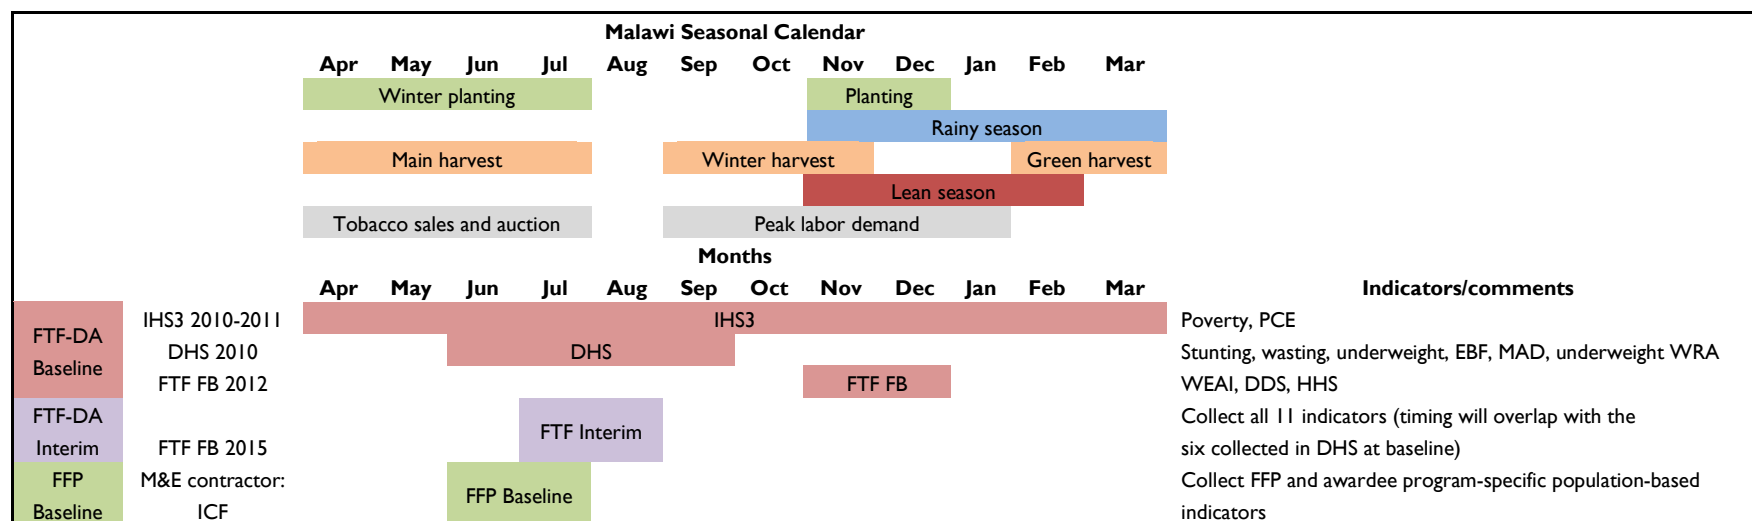 Malawi Seasonal Calendar
Apr May Jun Jul Aug Sep Oct Nov Dec Jan Feb Mar
Winter planting Planting
Rainy season
Main harvest Winter harvest Green harvest
Lean season
Tobacco sales and auction Peak labor demand
Months
Apr May Jun Jul Aug Sep Oct Nov Dec Jan Feb Mar Indicators/comments
FTF-DA Baseline
IHS3 2010-2011 IHS3 Poverty, PCE
DHS 2010 DHS Stunting, wasting, underweight, EBF, MAD, underweight WRA
FTF FB 2012 FTF FB WEAI, DDS, HHS
FTF-DA Interim
FTF FB 2015 FTF Interim
Collect all 11 indicators (timing will overlap with the
six collected in DHS at baseline)
FFP Baseline
M&E contractor:
ICF
FFP Baseline
Collect FFP and awardee program-specific population-based
indicators